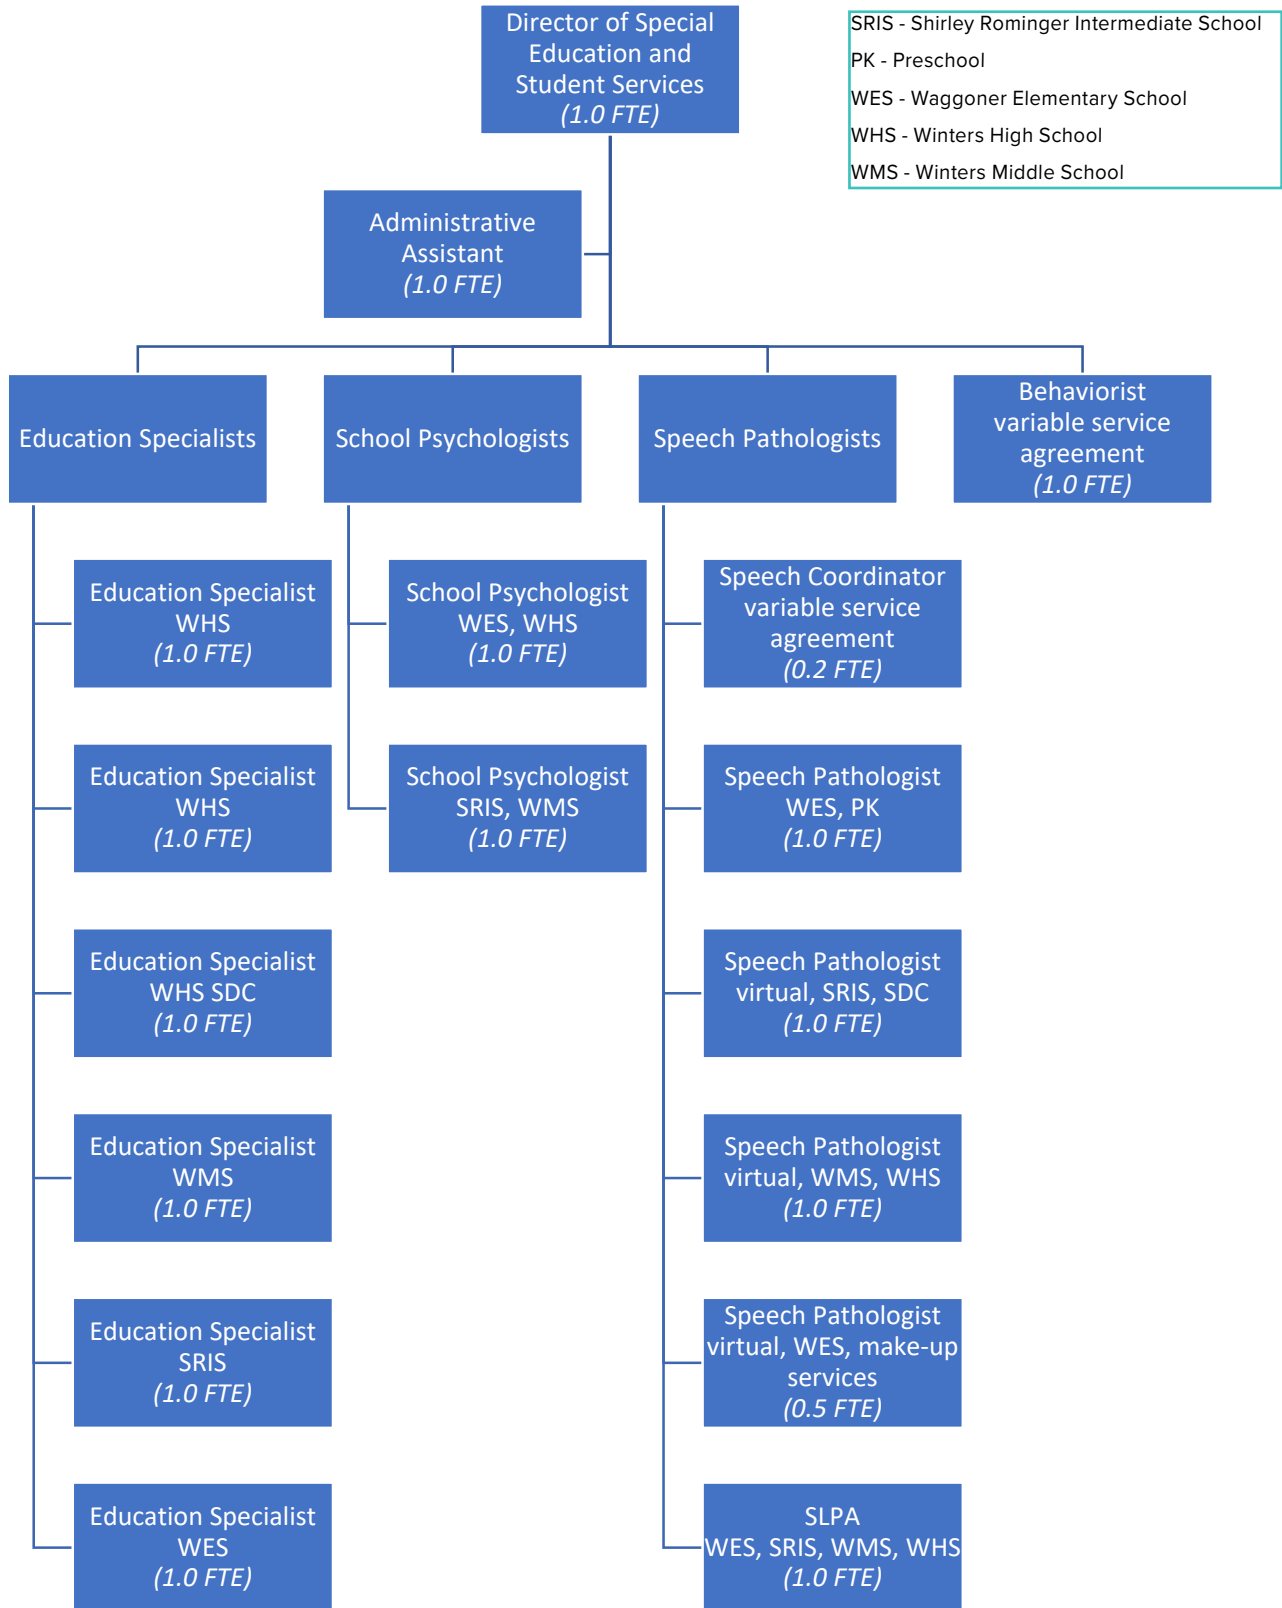 Director of Special
Education and
Student Services
(1.0 FTE)
SRIS - Shirley Rominger Intermediate School
PK - Preschool
WES - Waggoner Elementary School
WHS - Winters High School
WMS - Winters Middle School
Administrative
Assistant
(1.0 FTE)
Education Specialists
School Psychologists
Speech Pathologists
Behaviorist
variable service
agreement
(1.0 FTE)
Education Specialist
WHS
(1.0 FTE)
Education Specialist
WHS
(1.0 FTE)
Education Specialist
WHS SDC
(1.0 FTE)
Education Specialist
WMS
(1.0 FTE)
Education Specialist
SRIS
(1.0 FTE)
Education Specialist
WES
(1.0 FTE)
School Psychologist
WES, WHS
(1.0 FTE)
School Psychologist
SRIS, WMS
(1.0 FTE)
Speech Coordinator
variable service
agreement
(0.2 FTE)
Speech Pathologist
WES, PK
(1.0 FTE)
Speech Pathologist
virtual, SRIS, SDC
(1.0 FTE)
Speech Pathologist
virtual, WMS, WHS
(1.0 FTE)
Speech Pathologist
virtual, WES, make-up
services
(0.5 FTE)
SLPA
WES, SRIS, WMS, WHS
(1.0 FTE)